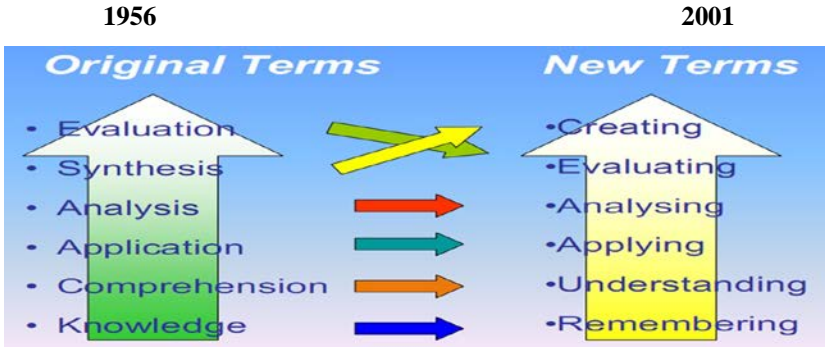 1956 2001
Original Terms New Terms
• Evaluation •Creating
• Synthesis •Evaluating
• Analysis •Analysing
• Application •Applying
• Comprehension •Understanding
• Knowledge •Remembering